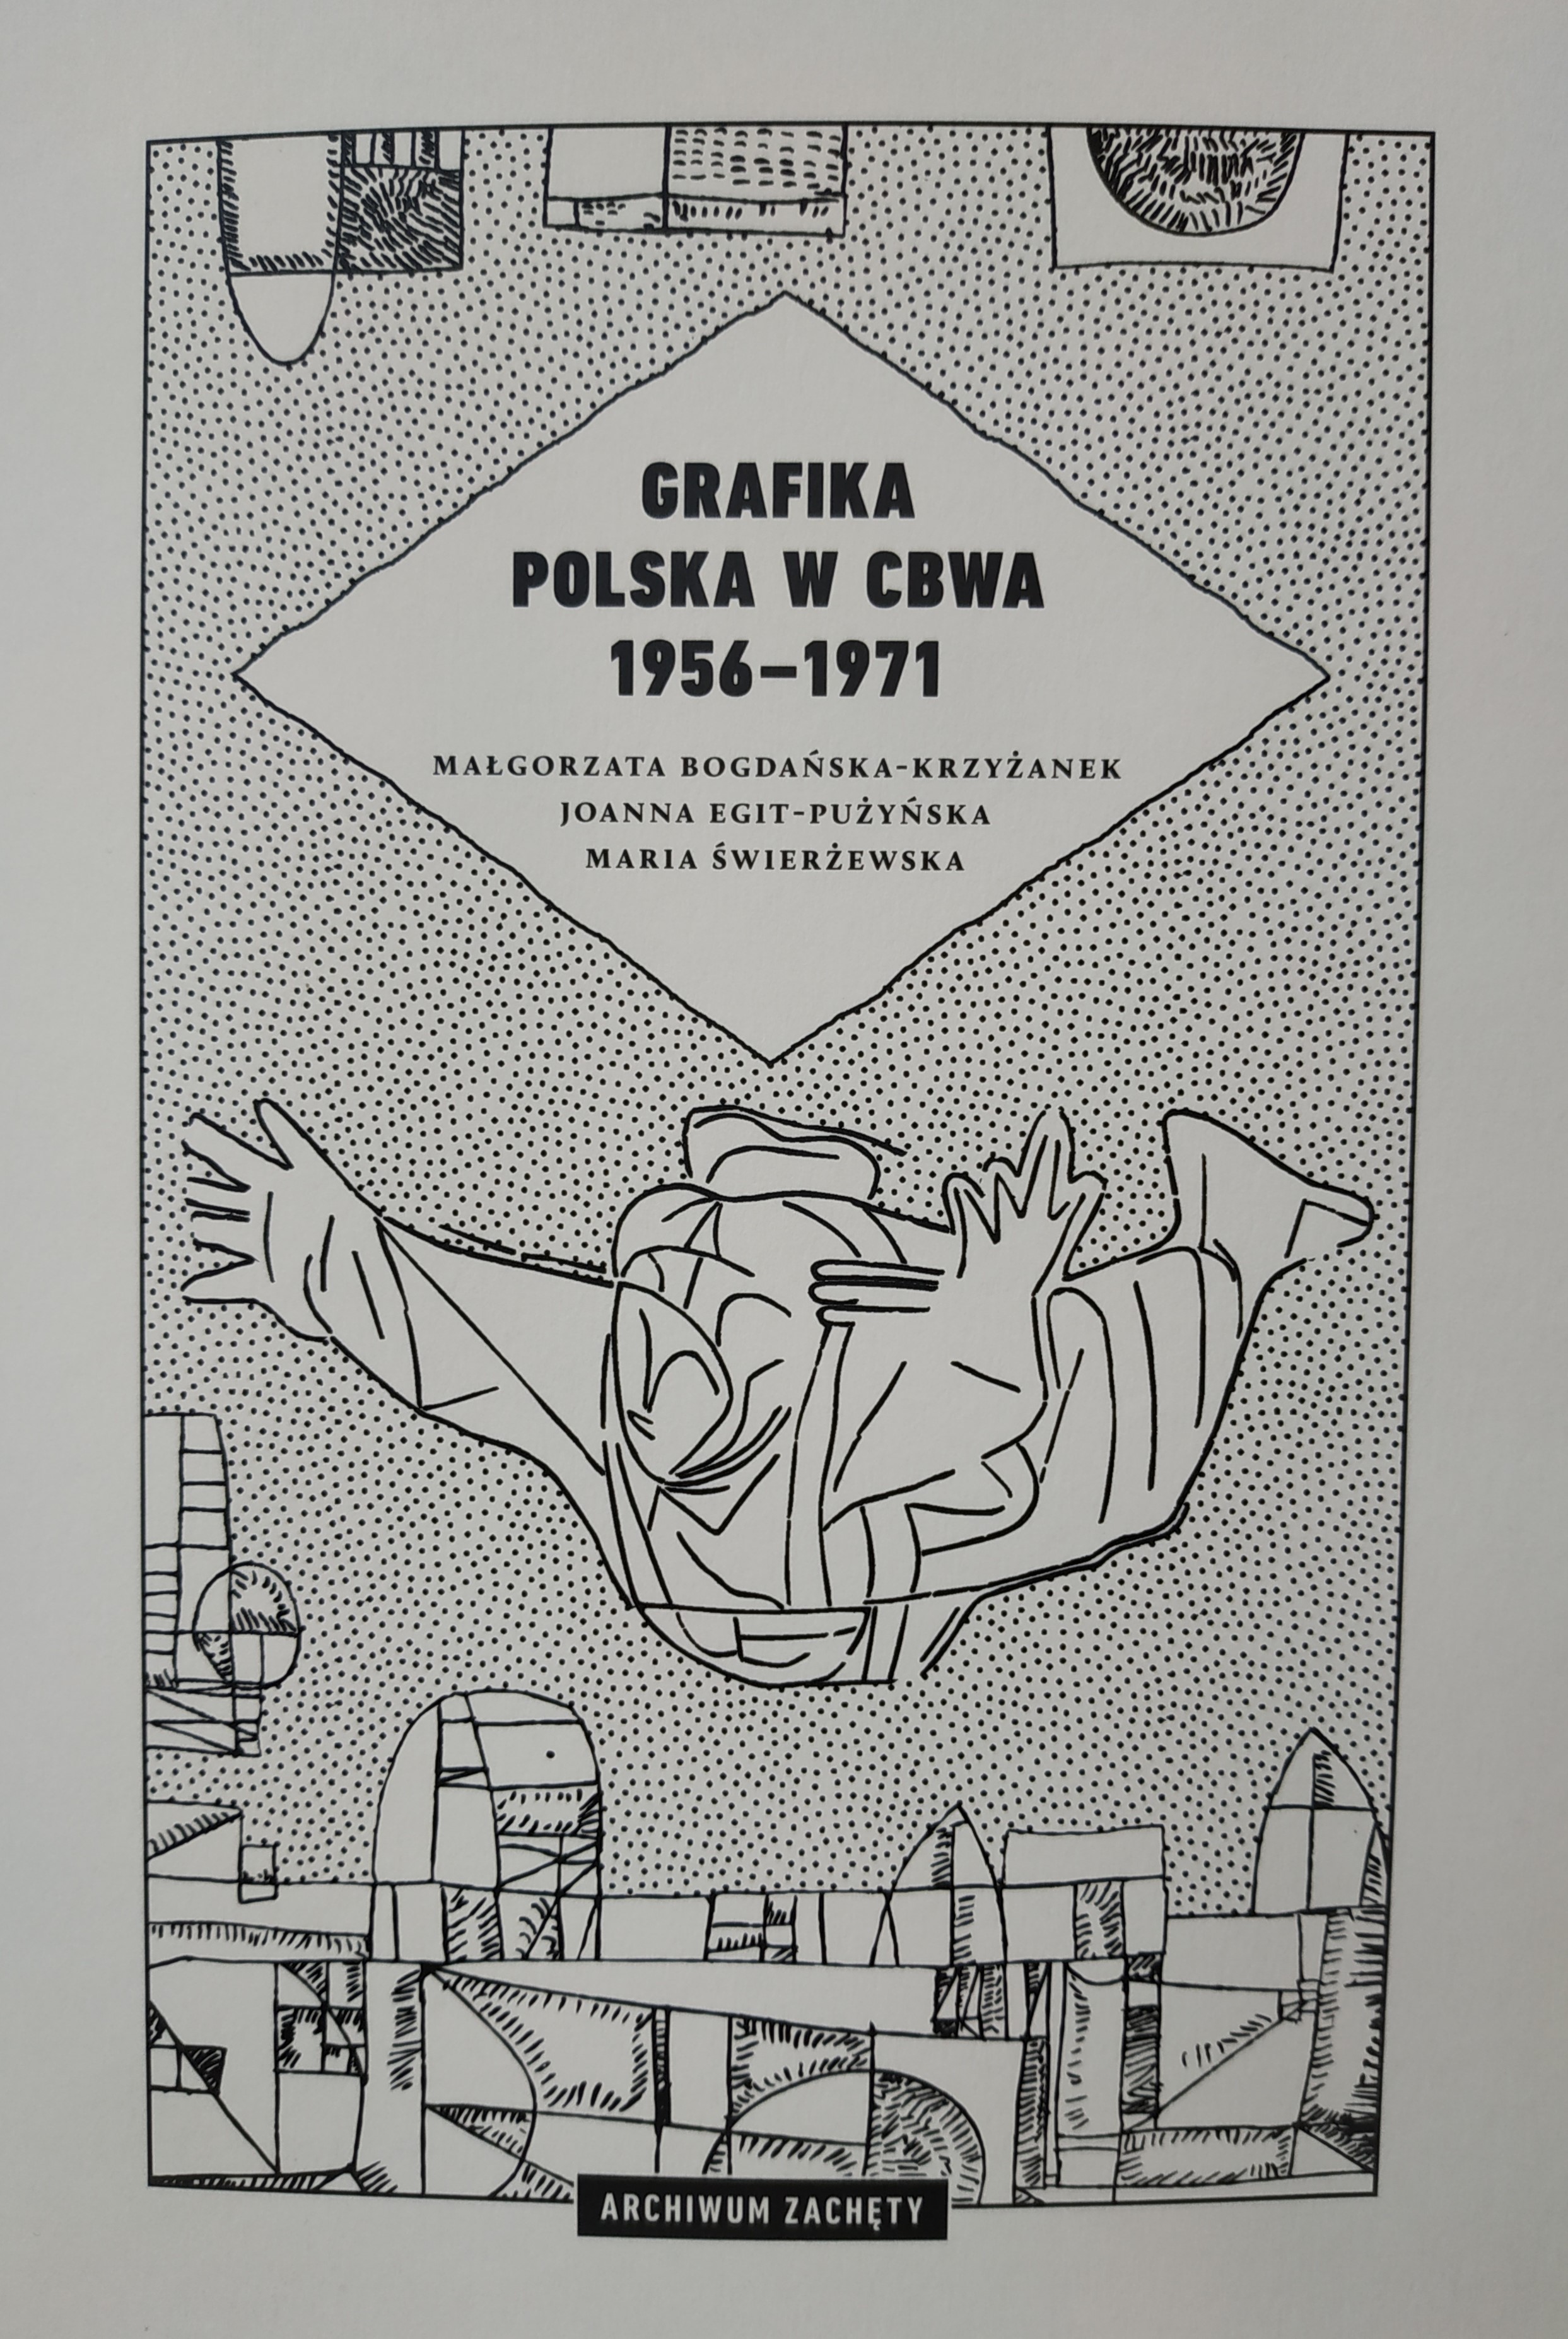 GRAFIKA
POLSKA W CBWA
1956–1971
MAŁGORZATA BOGDAŃSKA-KRZYŻANEK
JOANNA EGIT-PUŻYŃSKA
MARIA ŚWIERŻEWSKA
ARCHIWUM ZACHĘTY